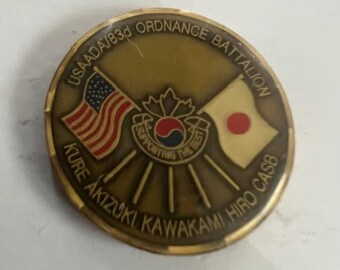 USAADA/83d ORDNANCE BATTALION
SUPPORTING THE BEST
KURE AKIZUKI KAWAKAMI HIRO CASB